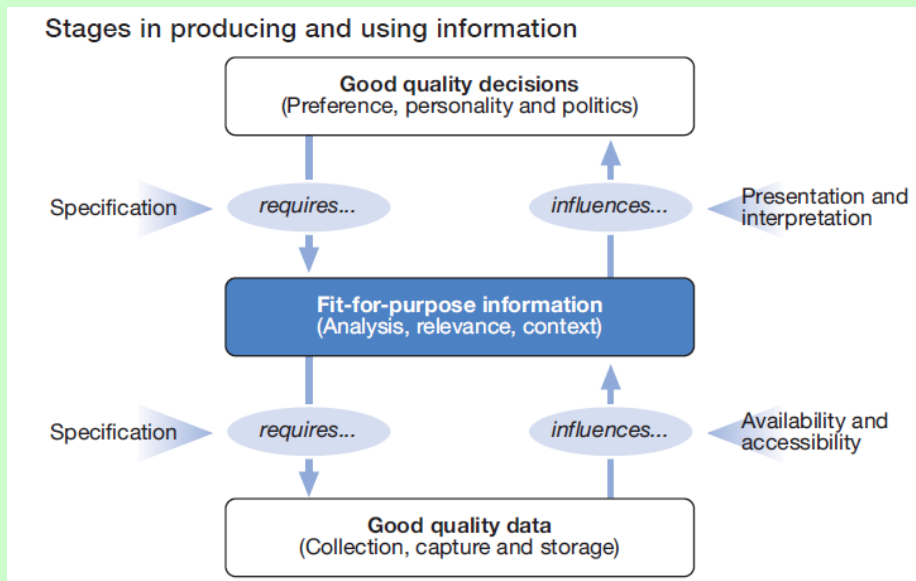 Stages in producing and using information
Good quality decisions
(Preference, personality and politics)
Specification
requires...
influences...
Presentation and
interpretation
Fit-for-purpose information
(Analysis, relevance, context)
Specification
requires...
influences...
Availability and
accessibility
Good quality data
(Collection, capture and storage)